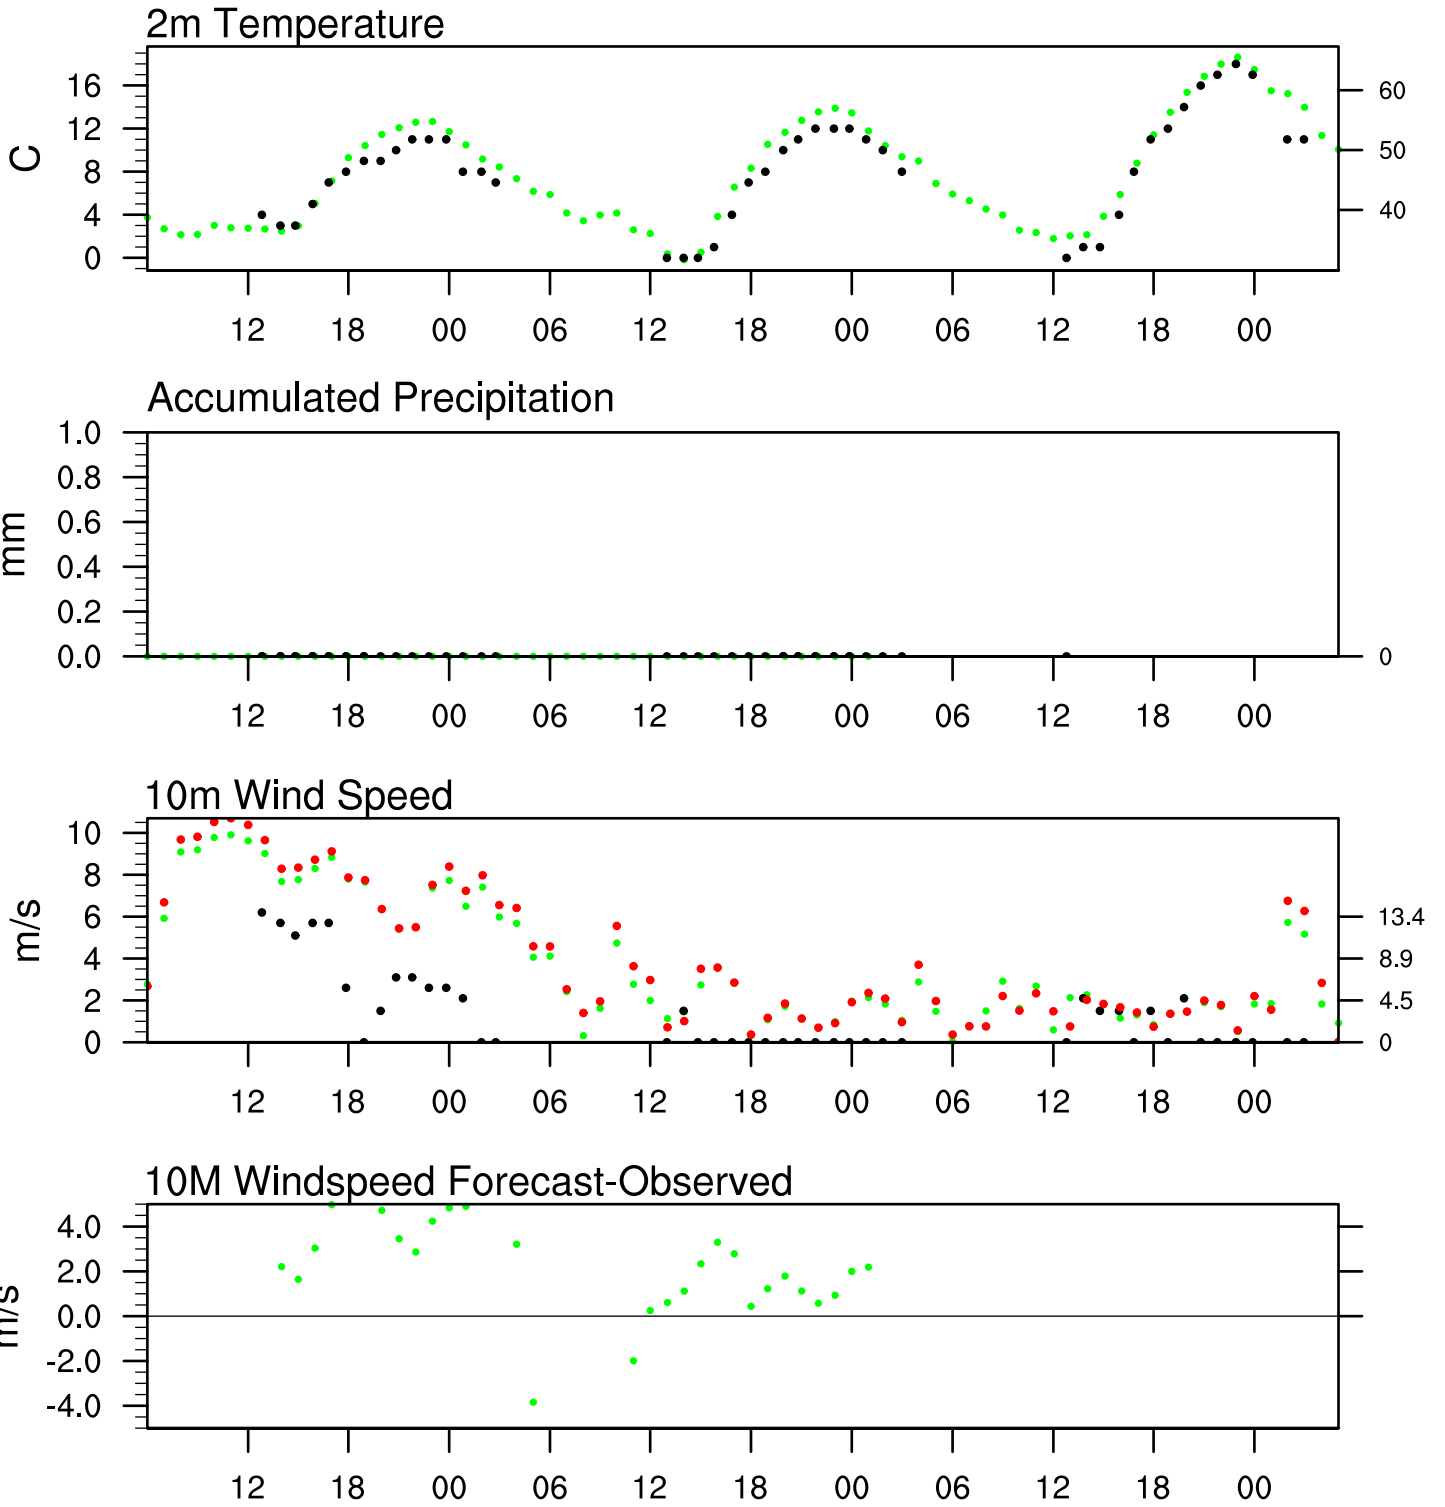 2m Temperature
16
12
8
4
0
C
60
50
40
12 18 00 06 12 18 00 06 12 18 00
Accumulated Precipitation
1.0
0.8
0.6
0.4
0.2
0.0
mm
0
12 18 00 06 12 18 00 06 12 18 00
10m Wind Speed
10
8
6
4
2
0
m/s
13.4
8.9
4.5
0
12 18 00 06 12 18 00 06 12 18 00
10M Windspeed Forecast-Observed
4.0
2.0
0.0
-2.0
-4.0
m/s
12 18 00 06 12 18 00 06 12 18 00